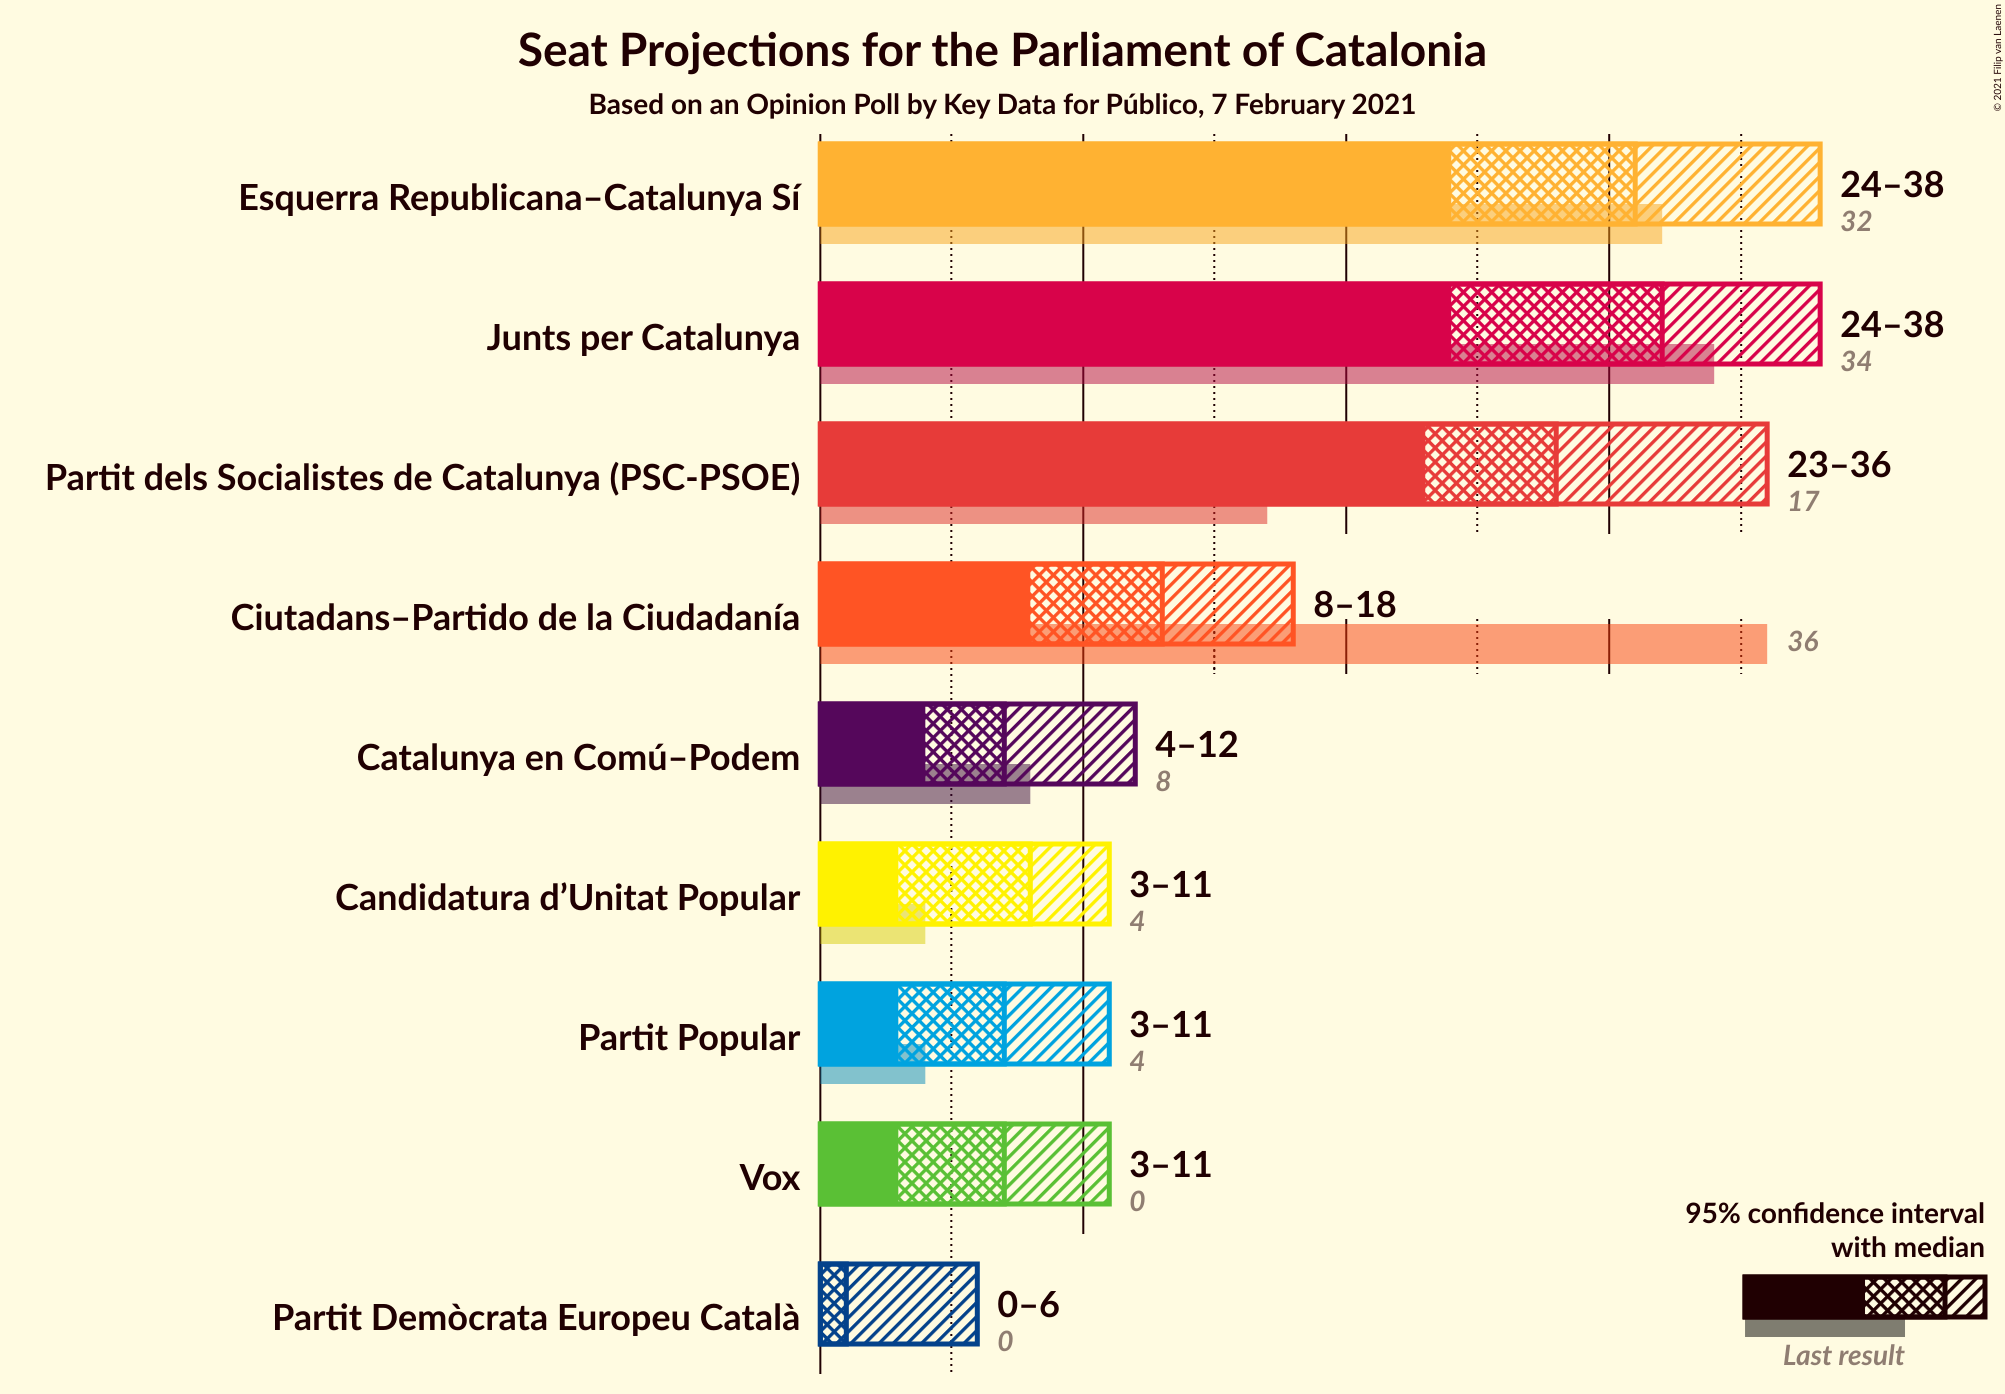 Seat Projections for the Parliament of Catalonia
Based on an Opinion Poll by Key Data for Público, 7 February 2021
© 2021 Filip van Laenen
Esquerra Republicana–Catalunya Sí
24–38
32
Junts per Catalunya
24–38
34
Partit dels Socialistes de Catalunya (PSC-PSOE)
23–36
17
Ciutadans–Partido de la Ciudadanía
8–18
36
Catalunya en Comú–Podem
4–12
8
Candidatura d’Unitat Popular
3–11
4
Partit Popular
3–11
4
Vox
3–11
0
Partit Demòcrata Europeu Català
0–6
0
95% confidence interval
with median
Last result